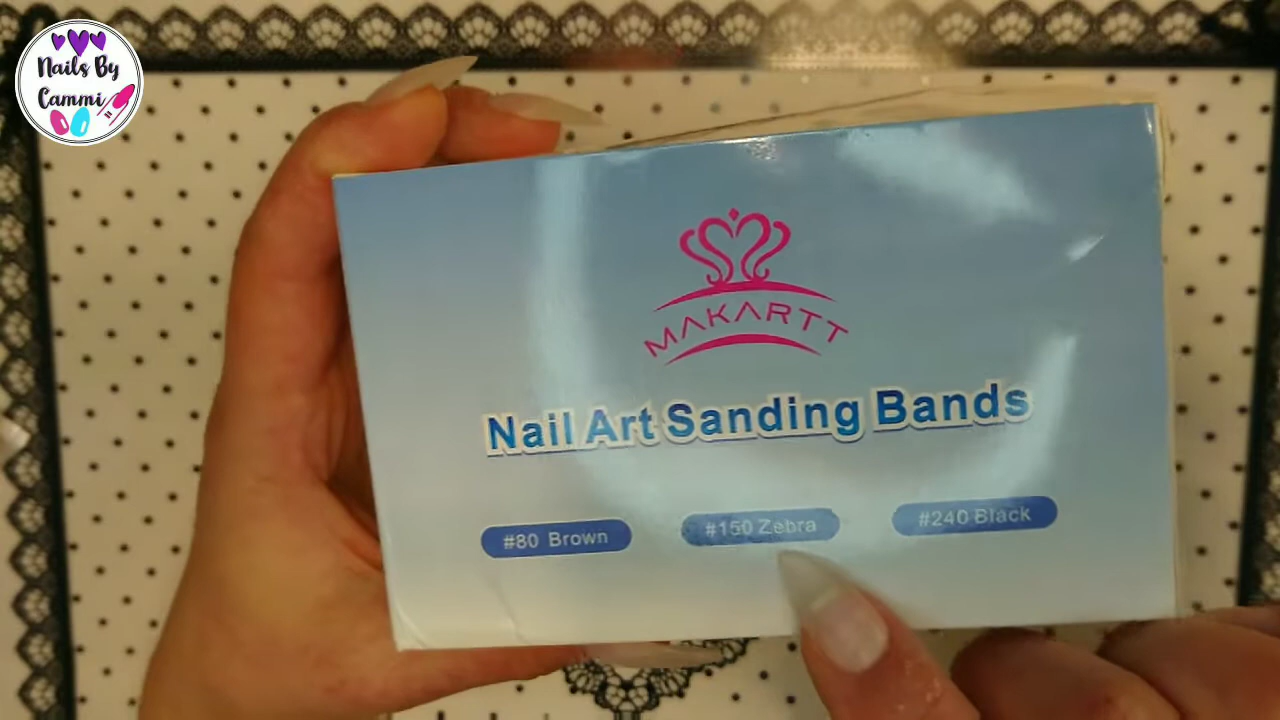 Nails By
Cammi
MAKARTT
Nail Art Sanding Bands
#80 Brown
#150 Zebra
#240 Black